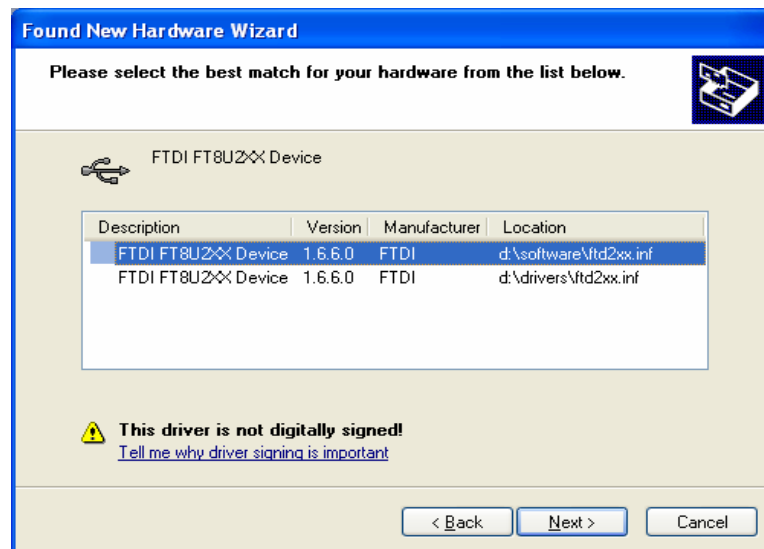 Found New Hardware Wizard
Please select the best match for your hardware from the list below.
FTDI FT8U2XX Device
Description Version Manufacturer Location
FTDI FT8U2XX Device 1.6.6.0 FTDI d:\software\ftd2xx.inf
FTDI FT8U2XX Device 1.6.6.0 FTDI d:\drivers\ftd2xx.inf
This driver is not digitally signed!
Tell me why driver signing is important
< Back Next > Cancel